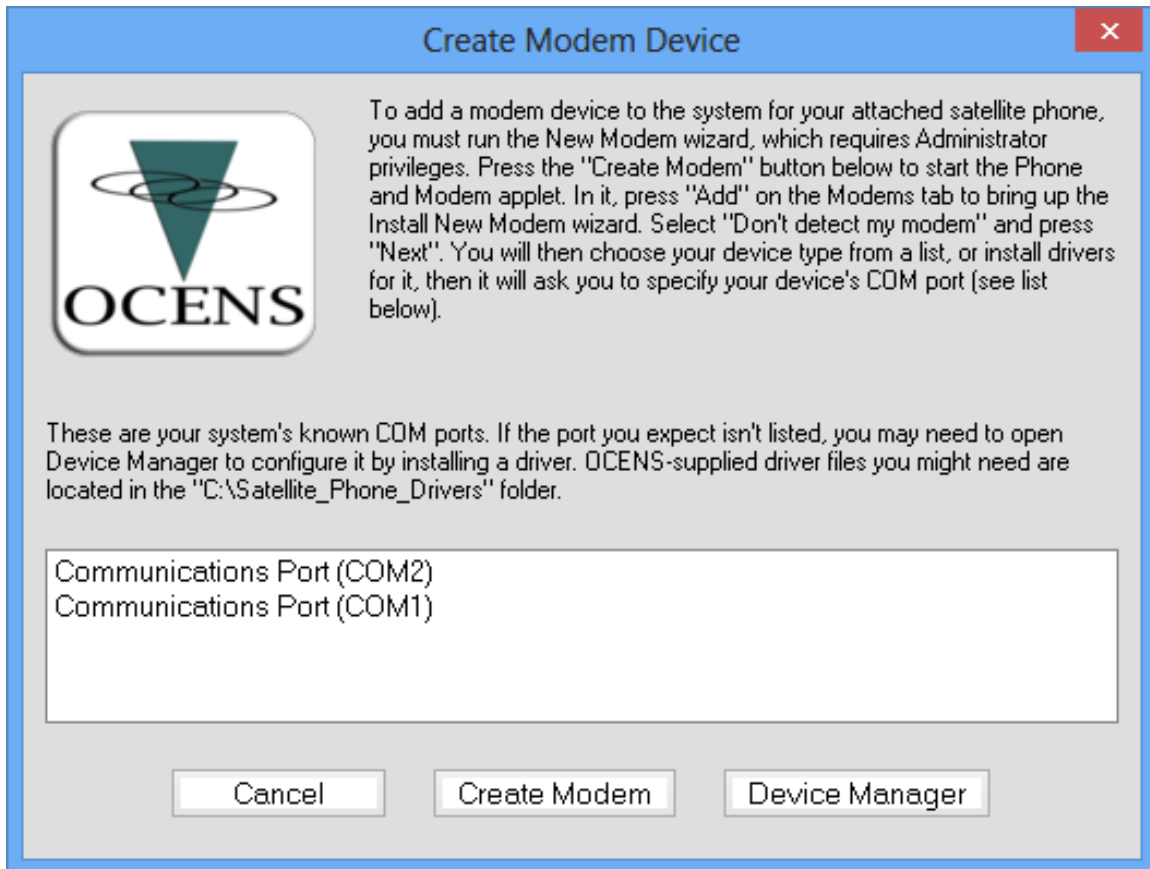 Create Modem Device
×
To add a modem device to the system for your attached satellite phone,
you must run the New Modem wizard, which requires Administrator
privileges. Press the "Create Modem" button below to start the Phone
and Modem applet. In it, press "Add" on the Modems tab to bring up the
Install New Modem wizard. Select "Don't detect my modem" and press
"Next". You will then choose your device type from a list, or install drivers
for it, then it will ask you to specify your device's COM port (see list
below).
OCENS
These are your system's known COM ports. If the port you expect isn't listed, you may need to open
Device Manager to configure it by installing a driver. OCENS-supplied driver files you might need are
located in the "C:\Satellite_Phone_Drivers" folder.
Communications Port (COM2)
Communications Port (COM1)
Cancel
Create Modem
Device Manager